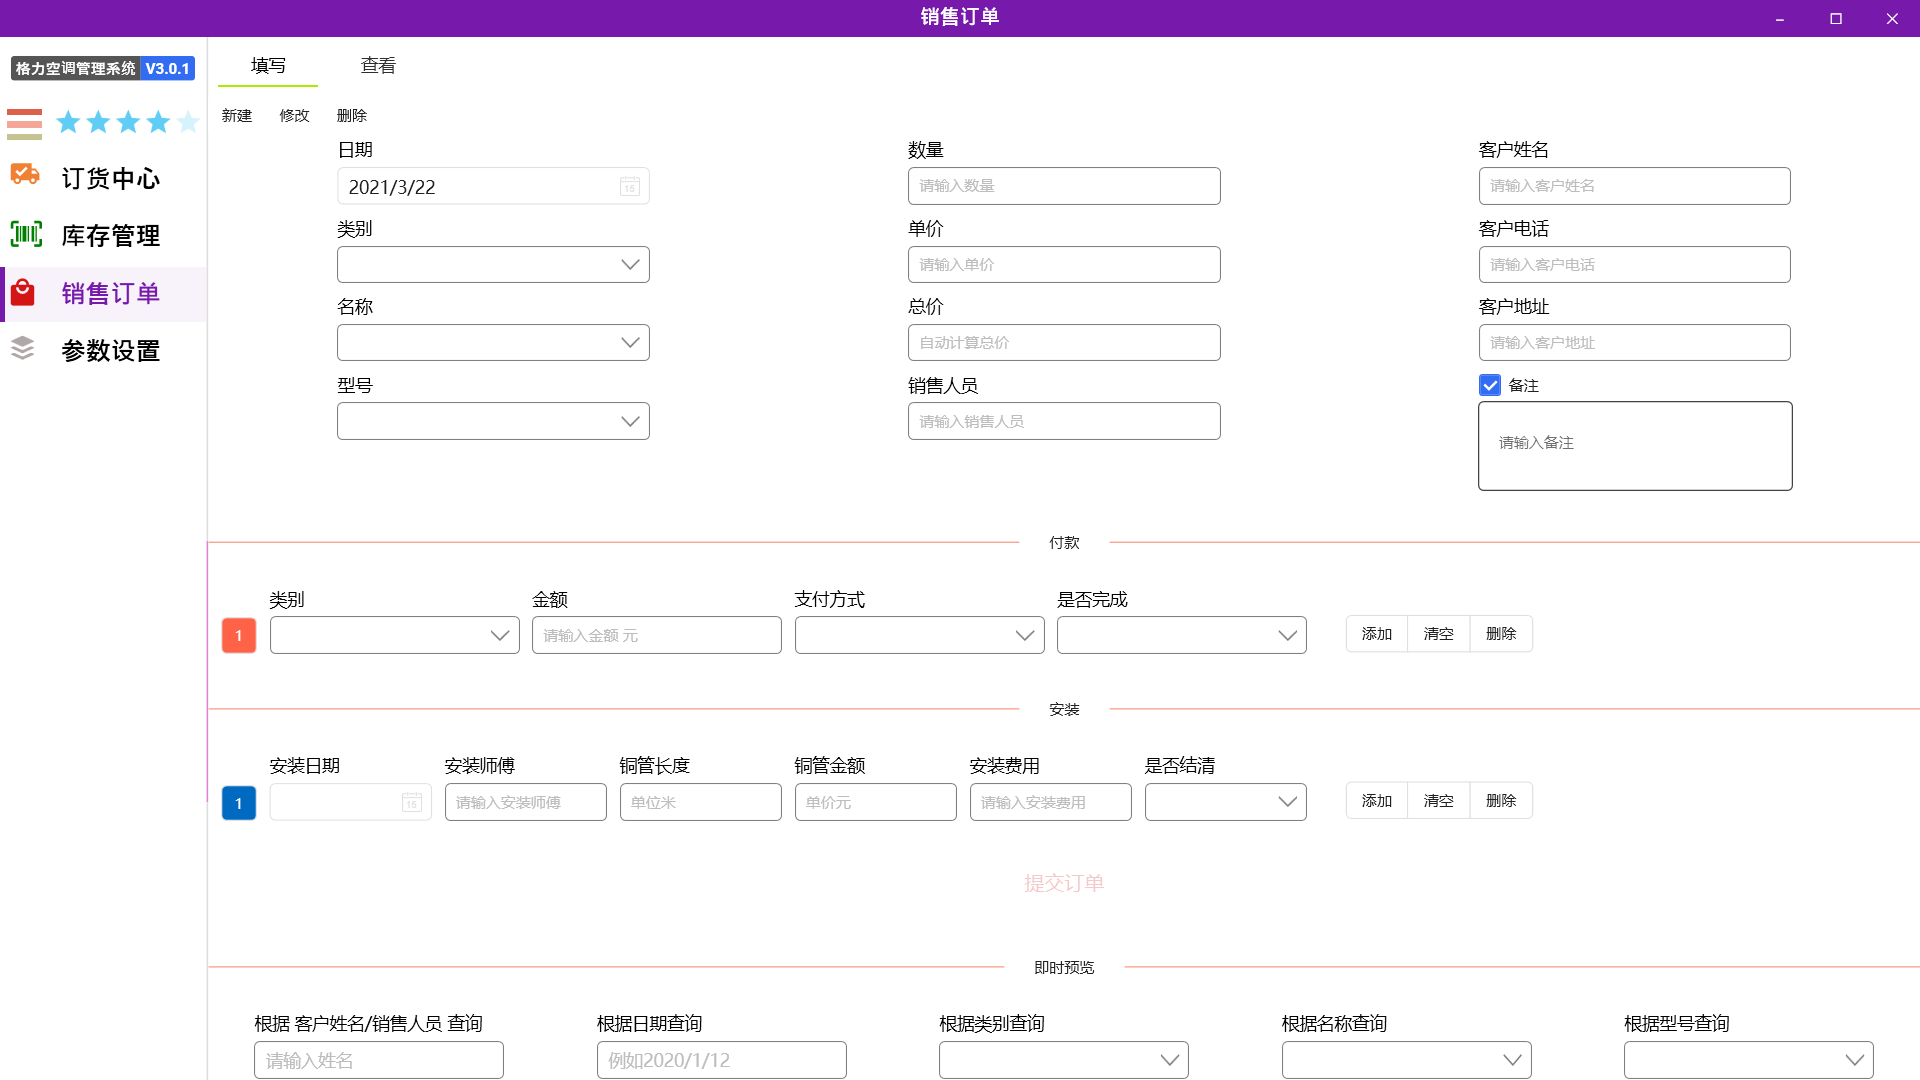 销售订单
格力空调管理系统 V3.0.1
订货中心
库存管理
销售订单
参数设置
填写 查看
新建 修改 删除
日期 数量 客户姓名
2021/3/22 15 请输入数量 请输入客户姓名
类别 单价 客户电话
请输入单价 请输入客户电话
名称 总价 客户地址
自动计算总价 请输入客户地址
型号 销售人员 备注
请输入销售人员
请输入备注
付款
类别 金额 支付方式 是否完成
1 请输入金额 元 添加 清空 删除
安装
安装日期 安装师傅 铜管长度 铜管金额 安装费用 是否结清
1 15 请输入安装师傅 单位米 单价元 请输入安装费用 添加 清空 删除
提交订单
即时预览
根据 客户姓名/销售人员 查询 根据日期查询 根据类别查询 根据名称查询 根据型号查询
请输入姓名 例如2020/1/12